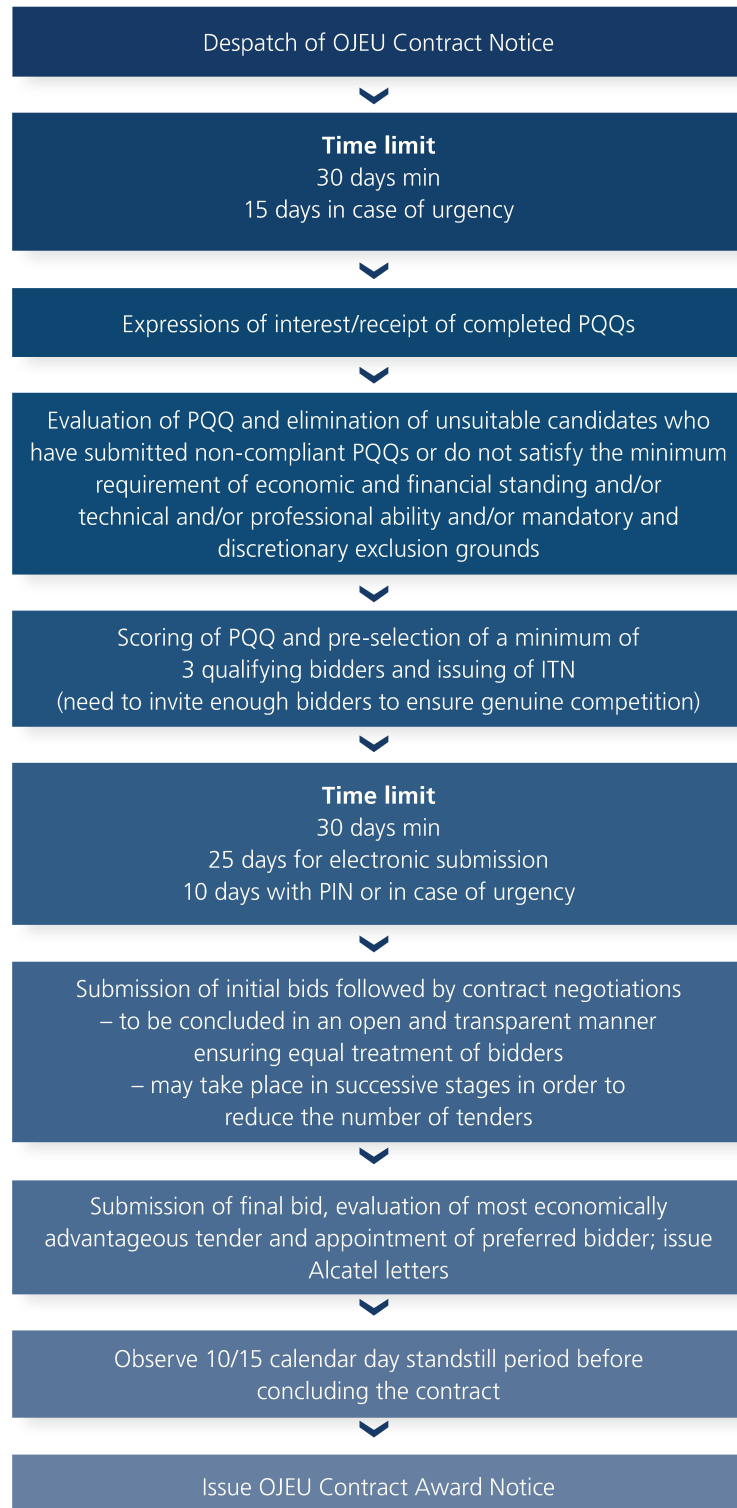 Despatch of OJEU Contract Notice
Time limit
30 days min
15 days in case of urgency
Expressions of interest/receipt of completed PQQs
Evaluation of PQQ and elimination of unsuitable candidates who
have submitted non-compliant PQQs or do not satisfy the minimum
requirement of economic and financial standing and/or
technical and/or professional ability and/or mandatory and
discretionary exclusion grounds
Scoring of PQQ and pre-selection of a minimum of
3 qualifying bidders and issuing of ITN
(need to invite enough bidders to ensure genuine competition)
Time limit
30 days min
25 days for electronic submission
10 days with PIN or in case of urgency
Submission of initial bids followed by contract negotiations
– to be concluded in an open and transparent manner
ensuring equal treatment of bidders
– may take place in successive stages in order to
reduce the number of tenders
Submission of final bid, evaluation of most economically
advantageous tender and appointment of preferred bidder; issue
Alcatel letters
Observe 10/15 calendar day standstill period before
concluding the contract
Issue OJEU Contract Award Notice